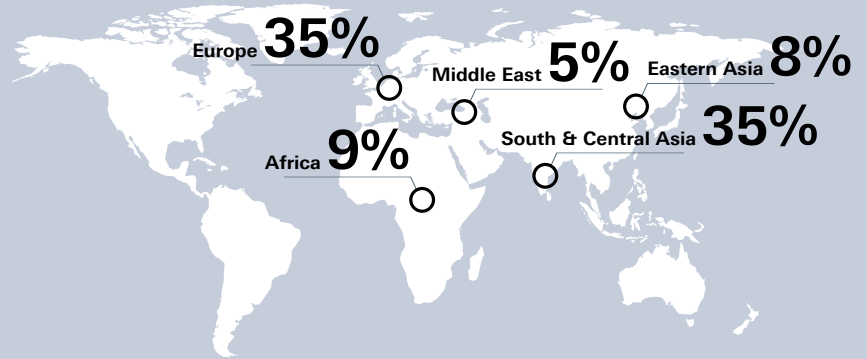 Europe 35%
Middle East 5%
Eastern Asia 8%
South & Central Asia 35%
Africa 9%